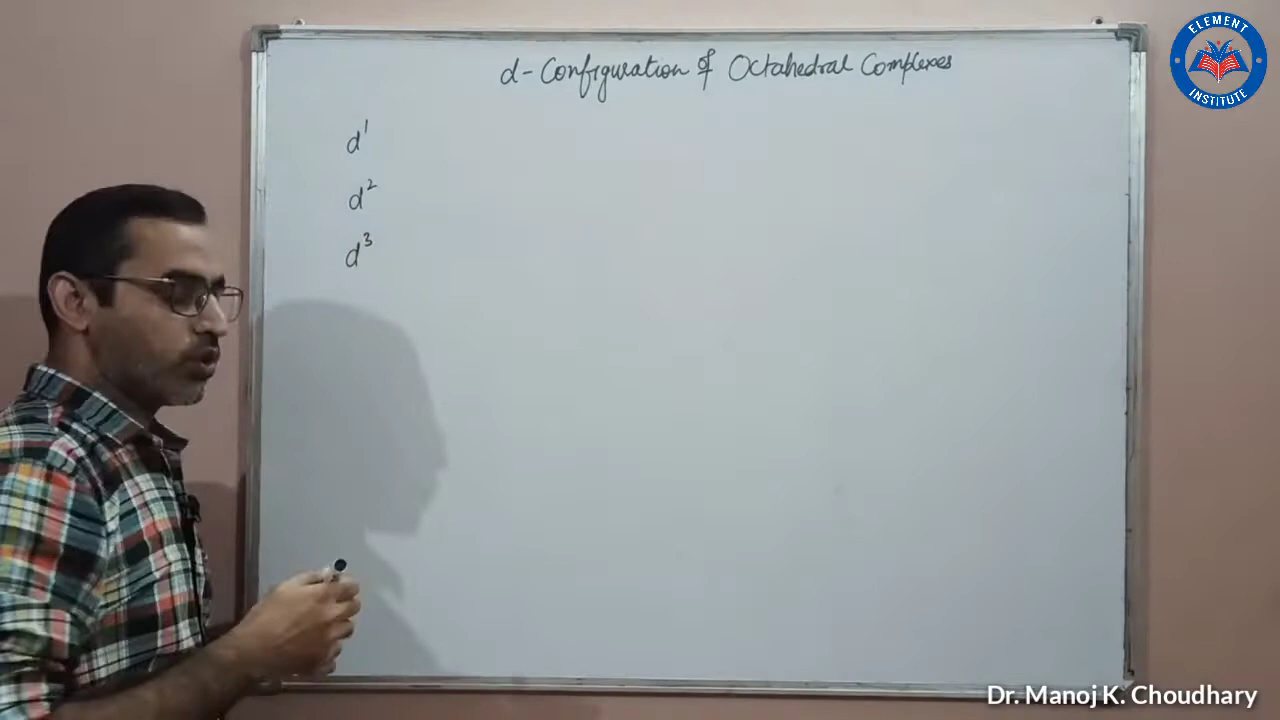 d - Configuration of Octahedral Complexes
d¹
d²
d³
ELEMENT
INSTITUTE
Dr. Manoj K. Choudhary